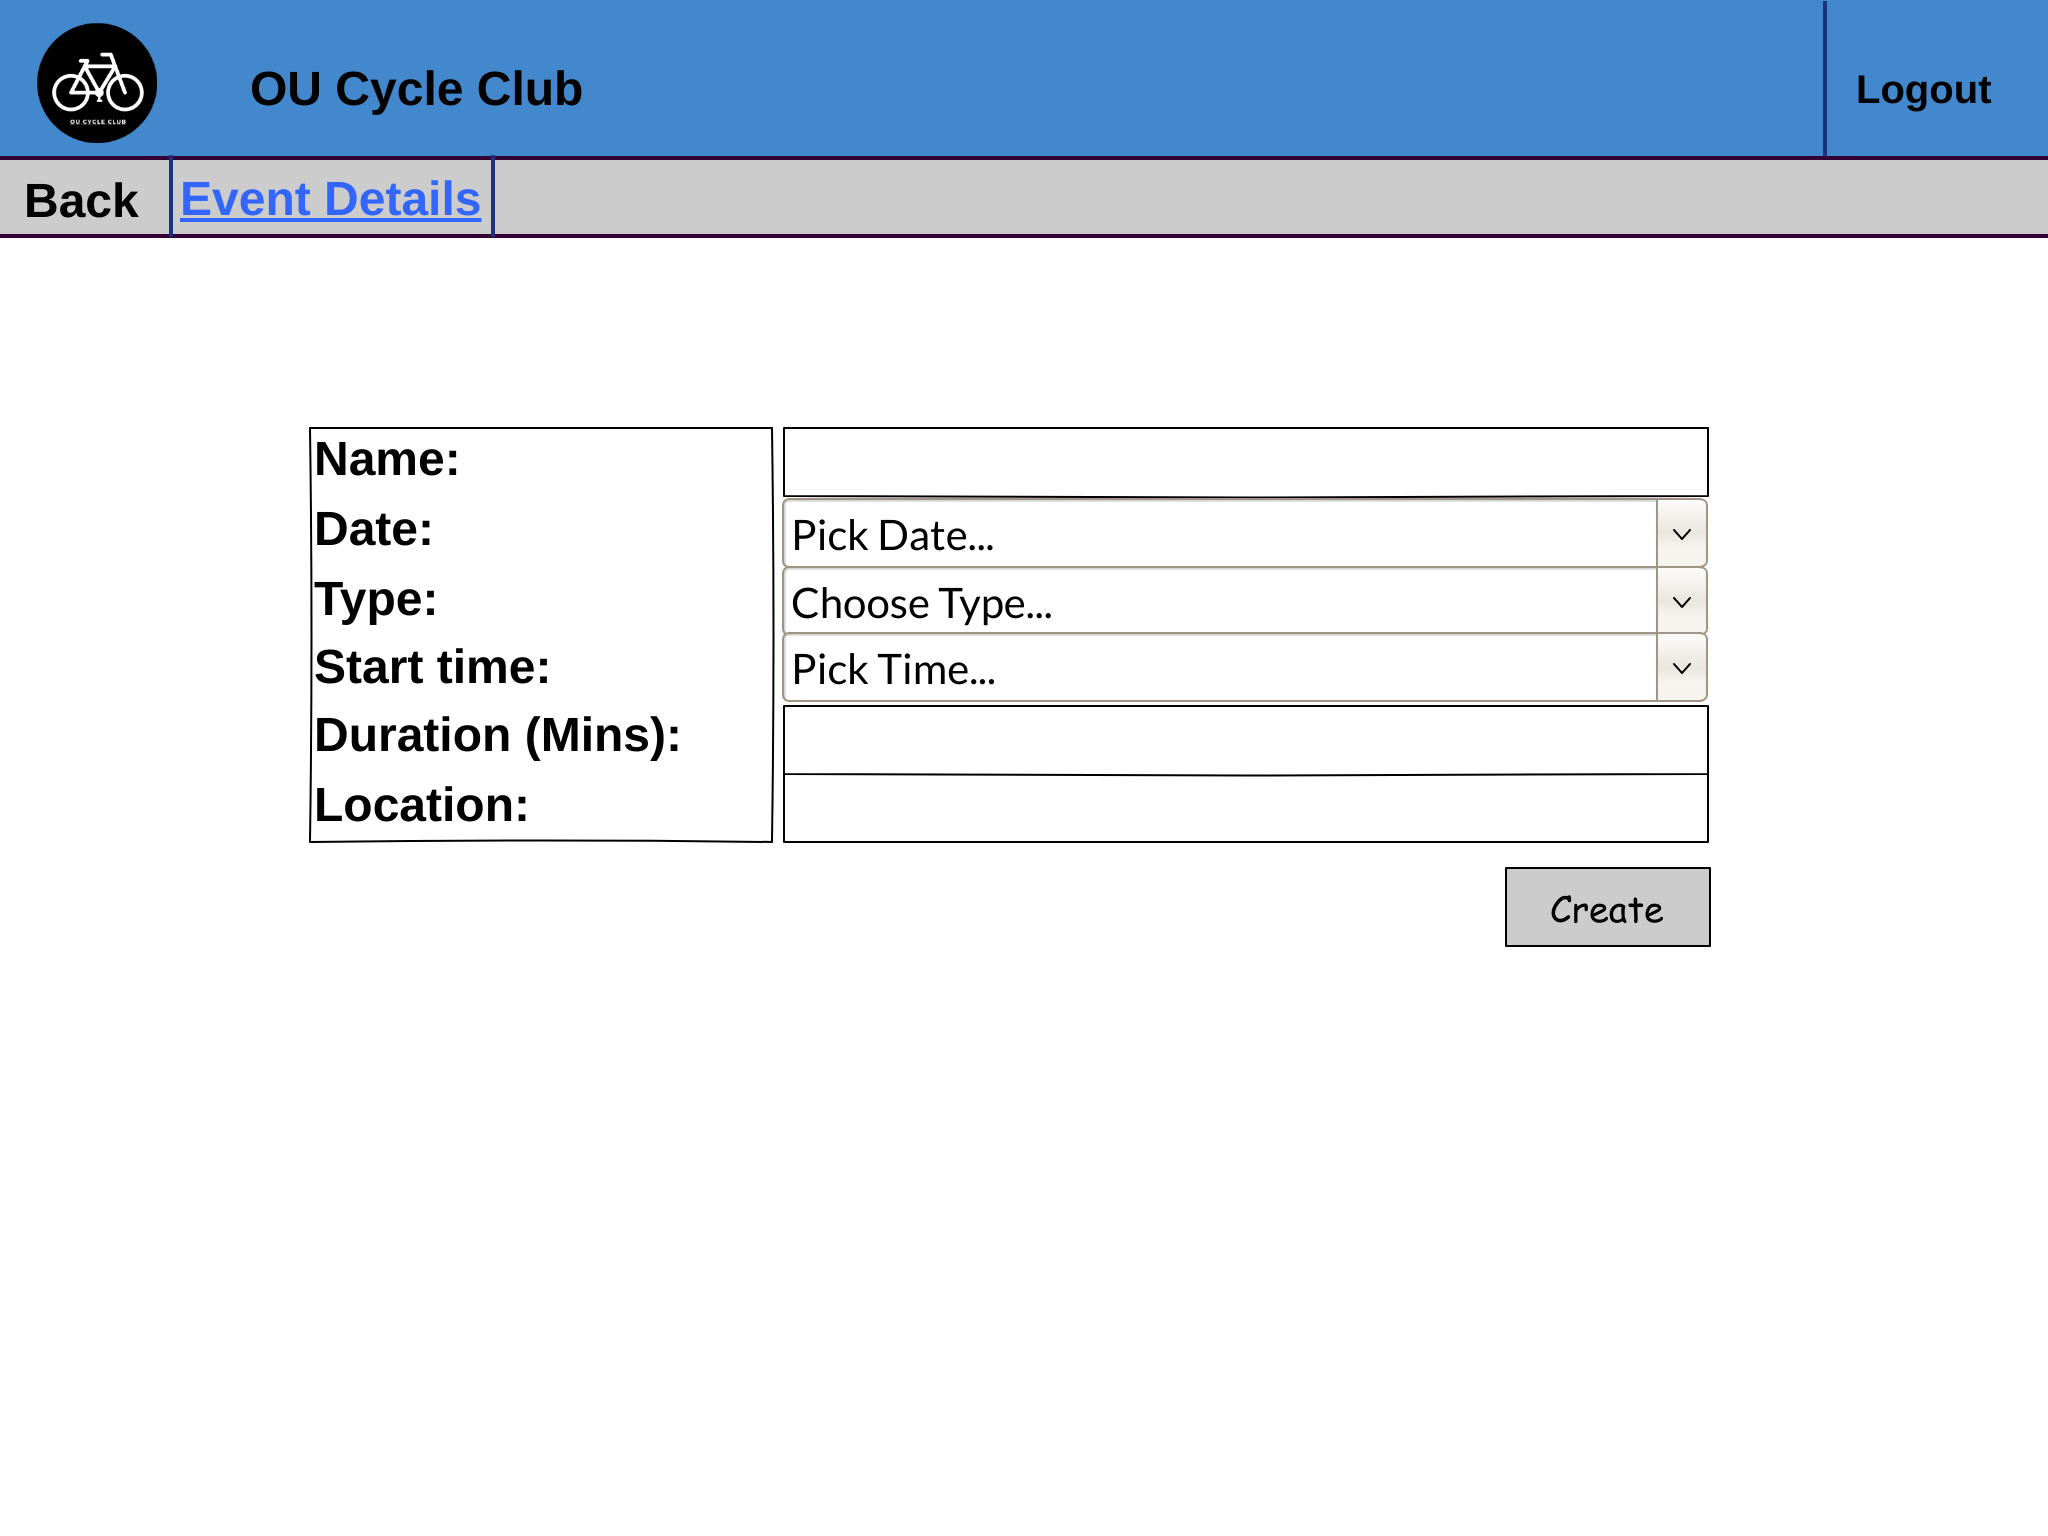 OU CYCLE CLUB
OU Cycle Club
Logout
Back
Event Details
Name:
Date:
Pick Date...
Type:
Choose Type...
Start time:
Pick Time...
Duration (Mins):
Location:
Create